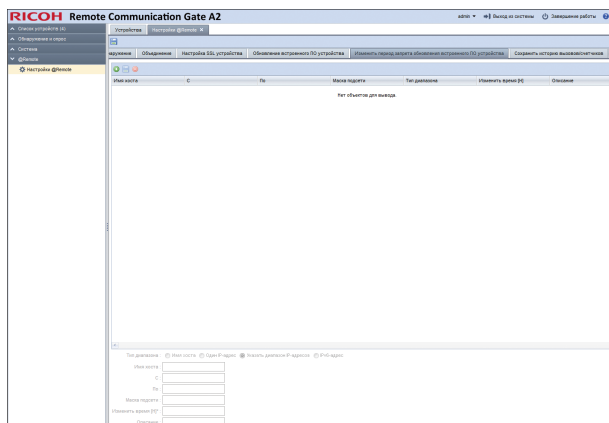 RICOH Remote Communication Gate A2
admin Выход из системы Завершение работы
Список устройств (4)
Обнаружение и опрос
Система
@Remote
Настройки @Remote
Устройства Настройки @Remote
Объединение Настройка SSL устройства Обновление встроенного ПО устройства Изменить период запрета обновления встроенного ПО устройства Сохранить историю вызовов/счетчиков
Имя хоста С По Маска подсети Тип диапазона Изменить время [Ч] Описание
Нет объектов для вывода.
Тип диапазона : Имя хоста Один IP-адрес Указать диапазон IP-адресов IPv6-адрес
Имя хоста
С
По
Маска подсети
Изменить время [Ч]*
Описание